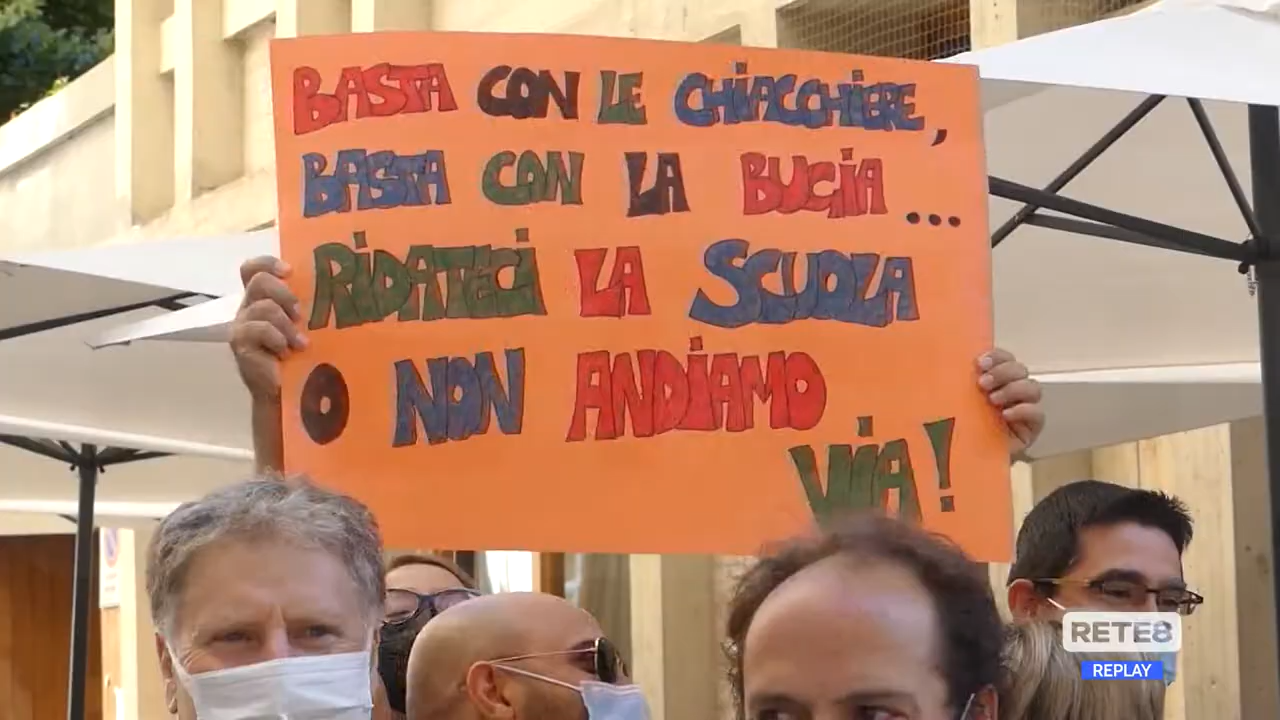 BASTA CON LE CHIACCHIERE,
BASTA CON LA BUGIA...
RIDATECI LA SCUOLA
O NON ANDIAMO
VIA!
RETE8
REPLAY